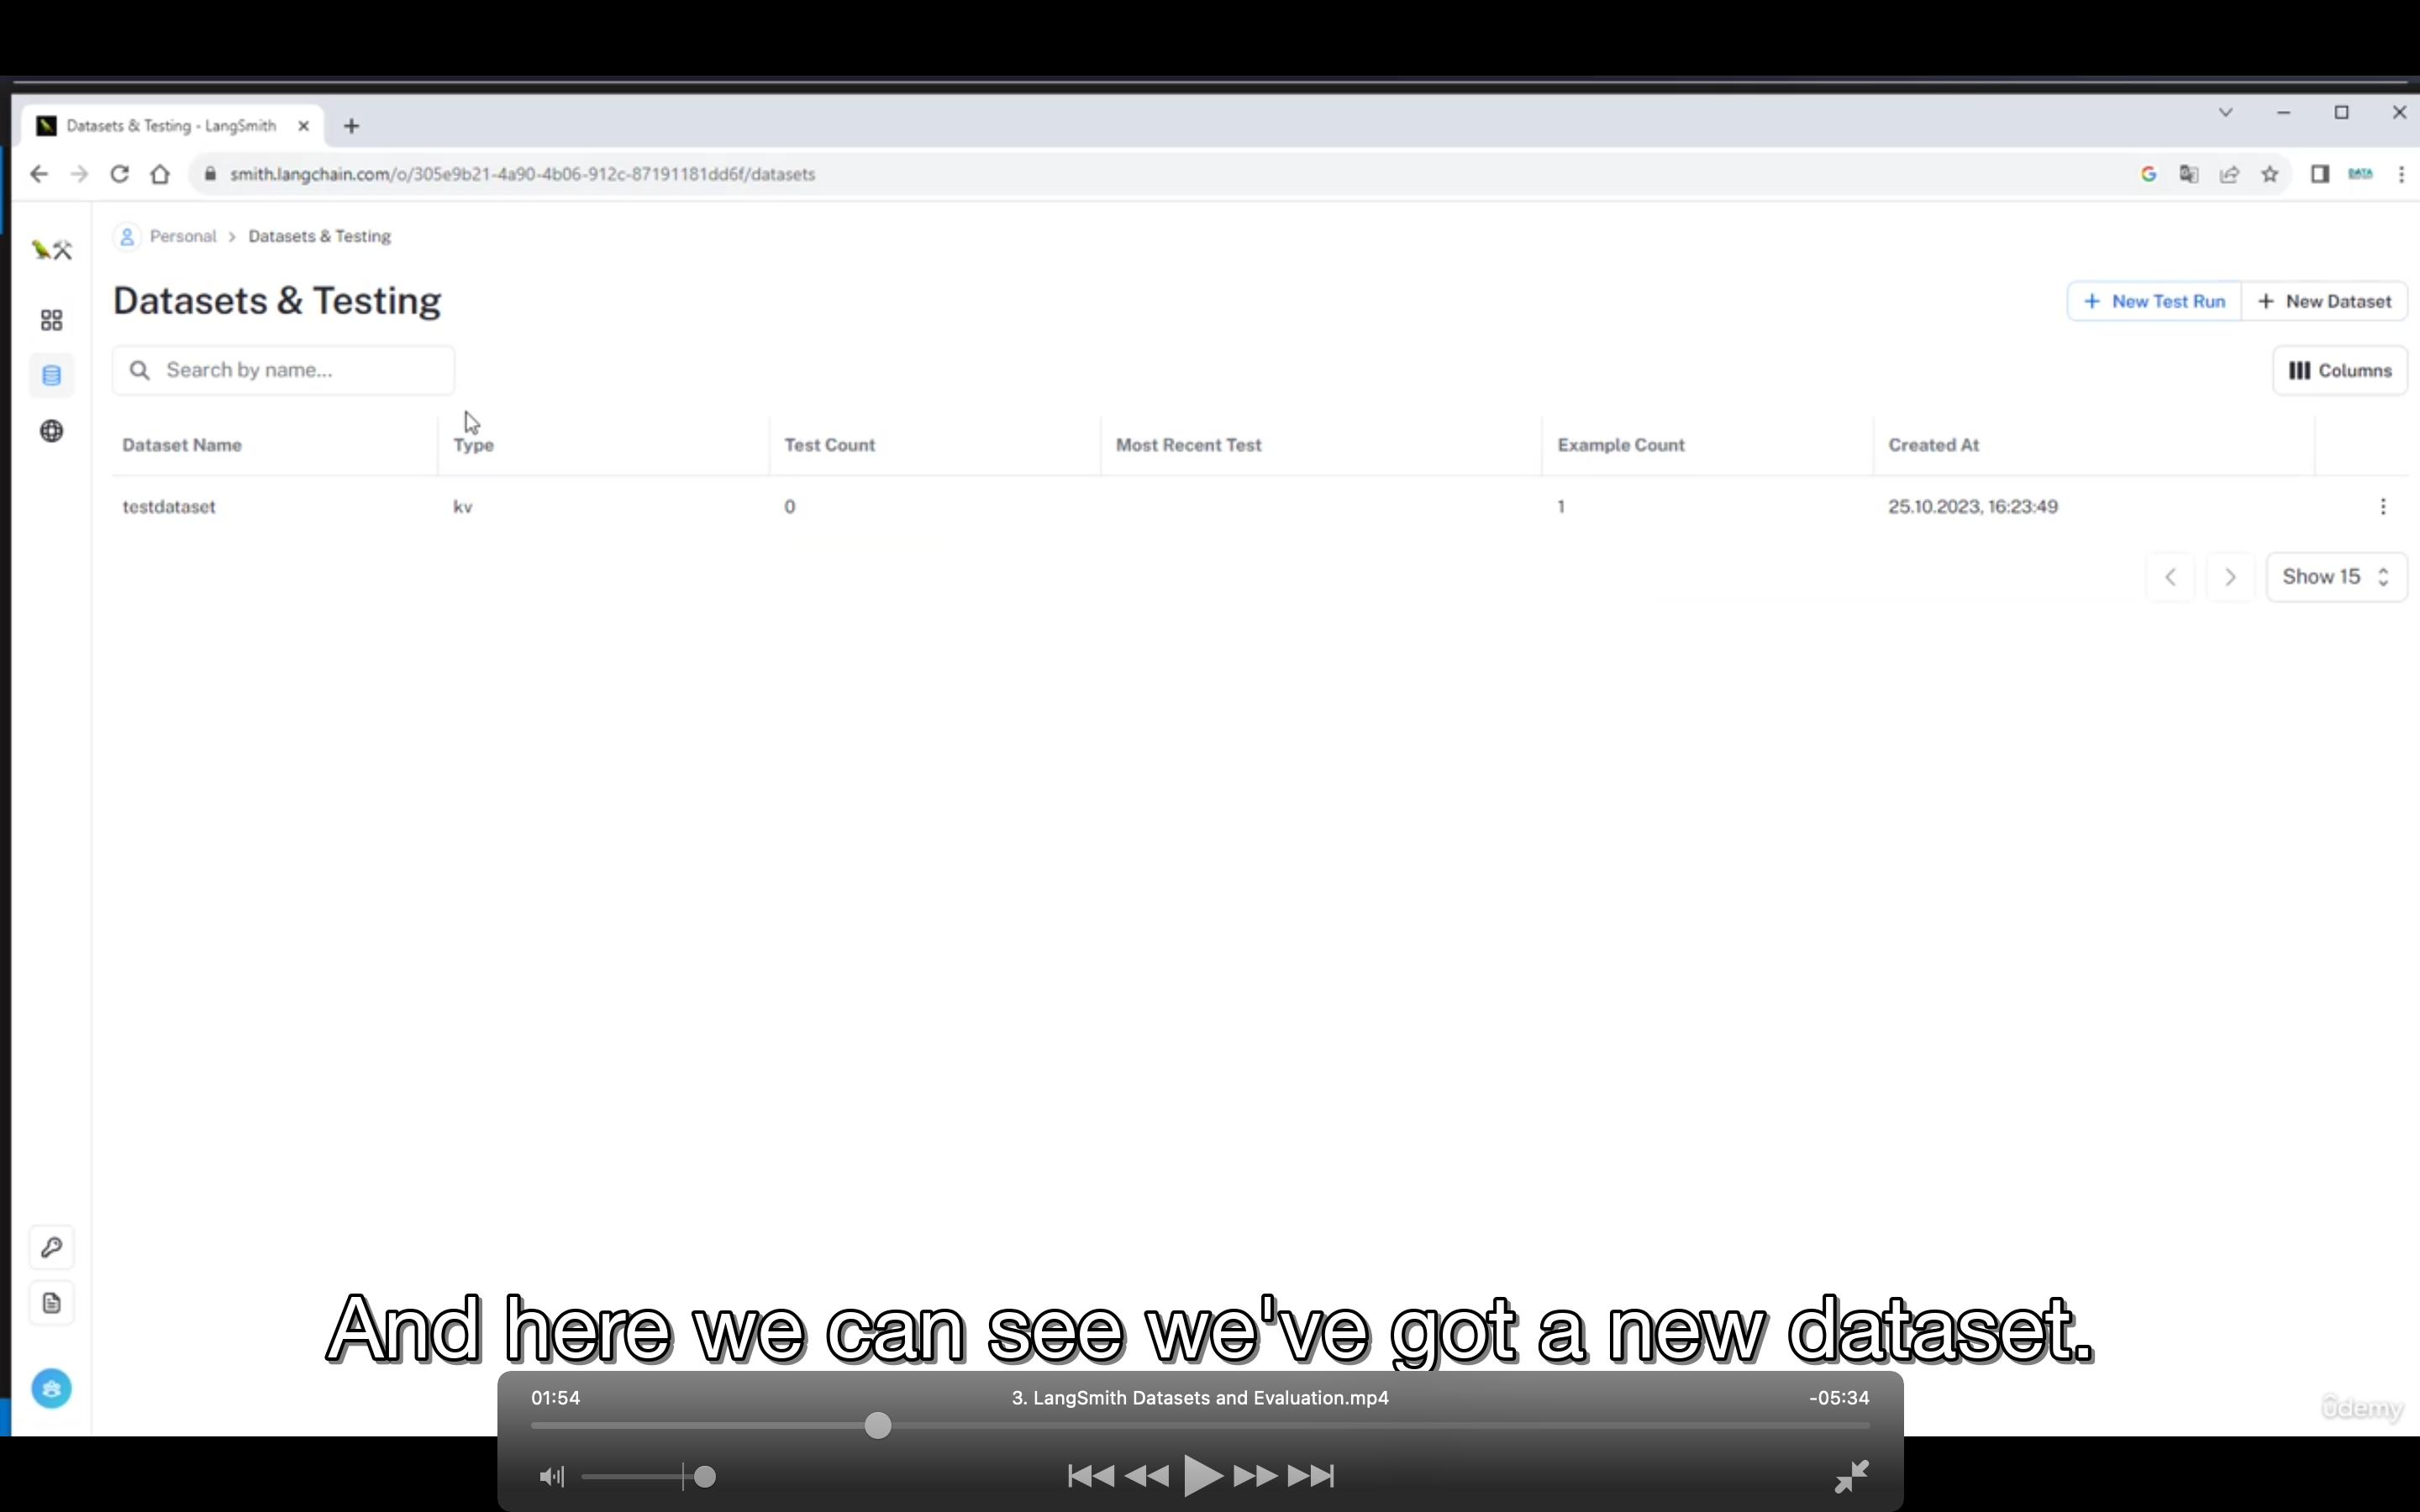 Datasets & Testing - LangSmith
smith.langchain.com/o/305e9b21-4a90-4b06-912c-87191181dd6f/datasets
DATA
Personal > Datasets & Testing
Datasets & Testing
+ New Test Run + New Dataset
Search by name...
Columns
Dataset Name Type Test Count Most Recent Test Example Count Created At
testdataset kv 0 1 25.10.2023, 16:23:49
Show 15
And here we can see we've got a new dataset.
01:54 3. LangSmith Datasets and Evaluation.mp4 -05:34
ûdemy